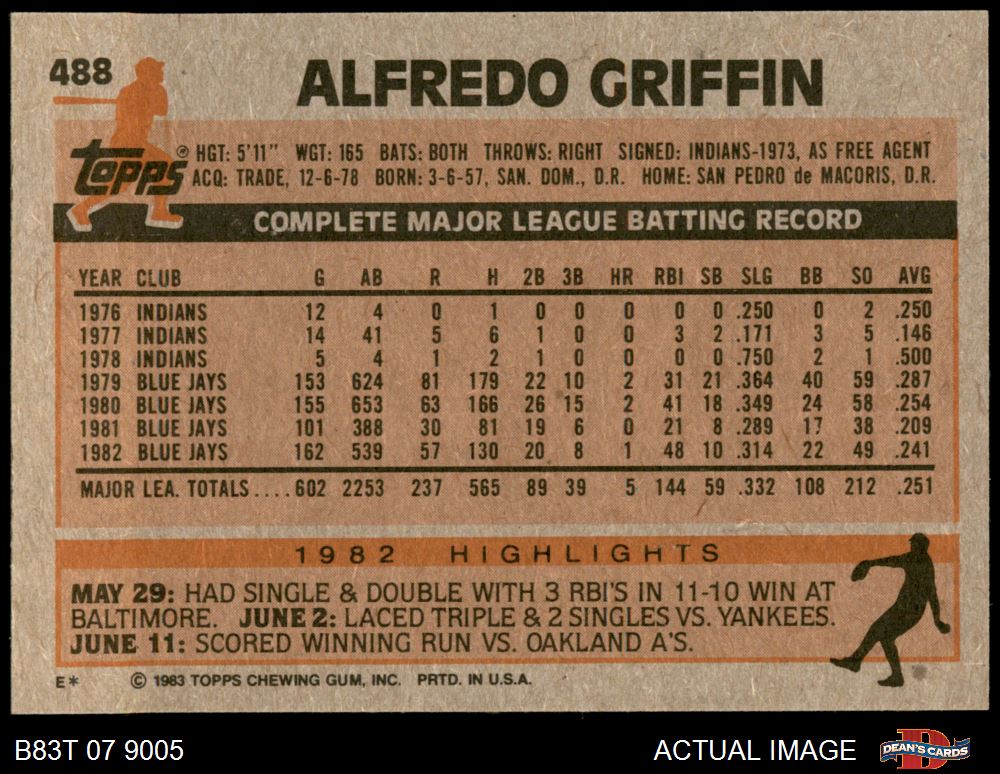 488
ALFREDO GRIFFIN
topps® HGT: 5'11" WGT: 165 BATS: BOTH THROWS: RIGHT SIGNED: INDIANS-1973, AS FREE AGENT
ACQ: TRADE, 12-6-78 BORN: 3-6-57, SAN. DOM., D.R. HOME: SAN PEDRO de MACORIS, D.R.
COMPLETE MAJOR LEAGUE BATTING RECORD
YEAR CLUB G AB R H 2B 3B HR RBI SB SLG BB SO AVG
1976 INDIANS 12 4 0 1 0 0 0 0 0 .250 0 2 .250
1977 INDIANS 14 41 5 6 1 0 0 3 2 .171 3 5 .146
1978 INDIANS 5 4 1 2 1 0 0 0 0 .750 2 1 .500
1979 BLUE JAYS 153 624 81 179 22 10 2 31 21 .364 40 59 .287
1980 BLUE JAYS 155 653 63 166 26 15 2 41 18 .349 24 58 .254
1981 BLUE JAYS 101 388 30 81 19 6 0 21 8 .289 17 38 .209
1982 BLUE JAYS 162 539 57 130 20 8 1 48 10 .314 22 49 .241
MAJOR LEA. TOTALS....602 2253 237 565 89 39 5 144 59 .332 108 212 .251
1982 HIGHLIGHTS
MAY 29: HAD SINGLE & DOUBLE WITH 3 RBI'S IN 11-10 WIN AT
BALTIMORE. JUNE 2: LACED TRIPLE & 2 SINGLES VS. YANKEES.
JUNE 11: SCORED WINNING RUN VS. OAKLAND A'S.
E* © 1983 TOPPS CHEWING GUM, INC. PRTD. IN U.S.A.
B83T 07 9005 ACTUAL IMAGE DEAN'S CARDS